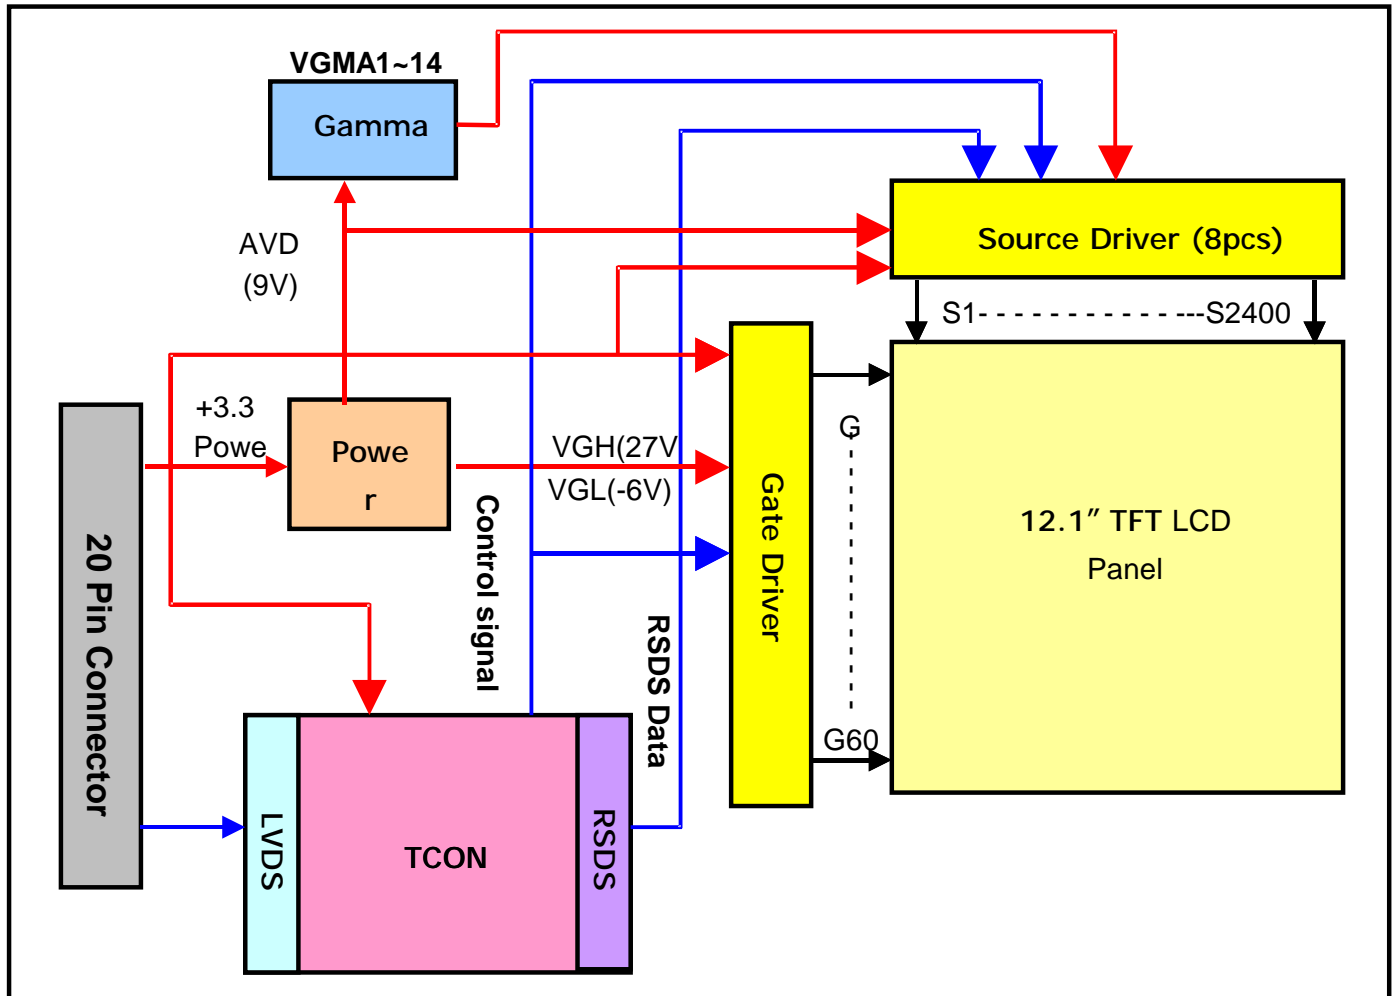 VGMA1~14
Gamma
AVD
(9V)
Source Driver (8pcs)
S1- - - - - - - - - - - - ---S2400
+3.3
Powe
Powe
r
VGH(27V
VGL(-6V)
G
Gate Driver
12.1" TFT LCD
Panel
20 Pin Connector
Control signal
RSDS Data
G60
LVDS
TCON
RSDS